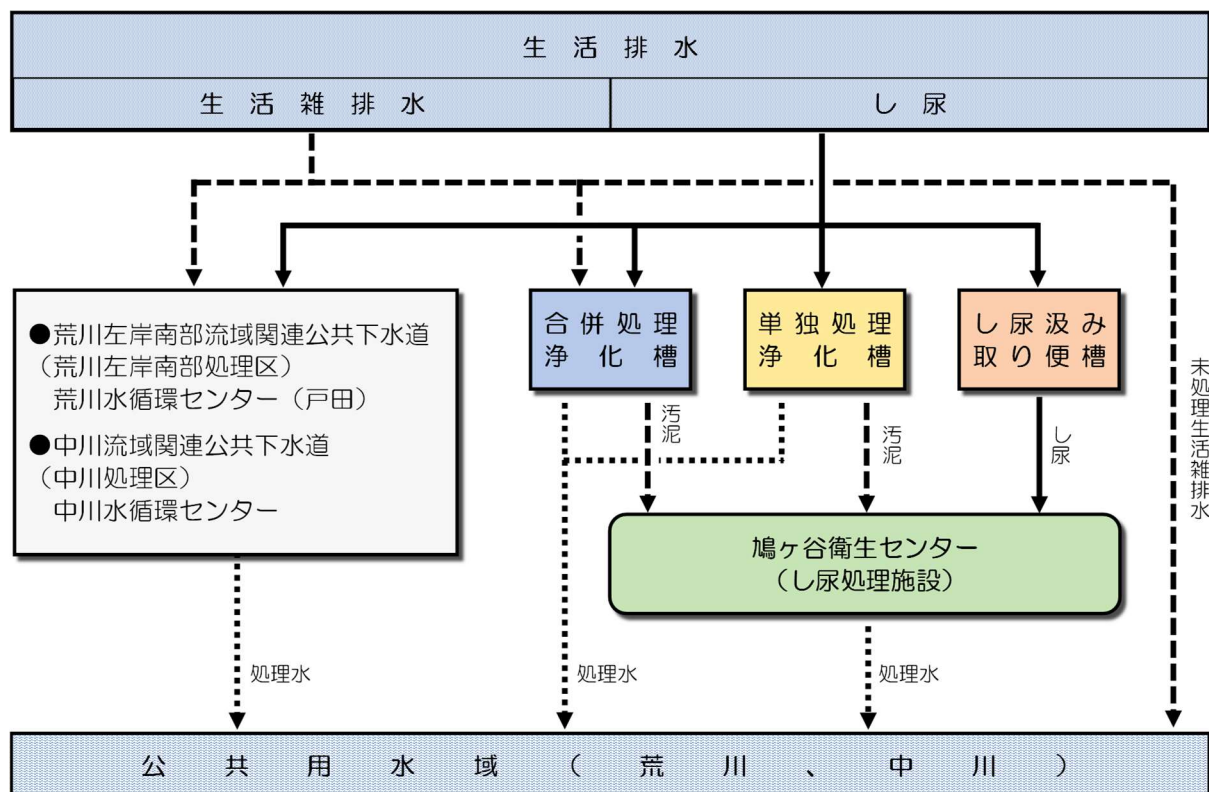 生活排水
生活雑排水
し尿
●荒川左岸南部流域関連公共下水道
（荒川左岸南部処理区）
荒川水循環センター（戸田）
●中川流域関連公共下水道
（中川処理区）
中川水循環センター
合併処理
浄化槽
単独処理
浄化槽
し尿汲み
取り便槽
汚泥
汚泥
し尿
未処理生活雑排水
鳩ヶ谷衛生センター
（し尿処理施設）
処理水
処理水
処理水
公共用水域（荒川、中川）